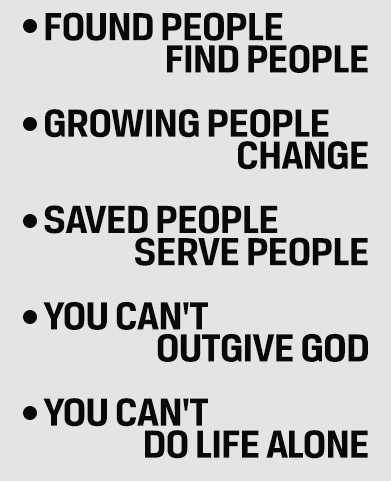 • FOUND PEOPLE
FIND PEOPLE
• GROWING PEOPLE
CHANGE
• SAVED PEOPLE
SERVE PEOPLE
• YOU CAN'T
OUTGIVE GOD
• YOU CAN'T
DO LIFE ALONE